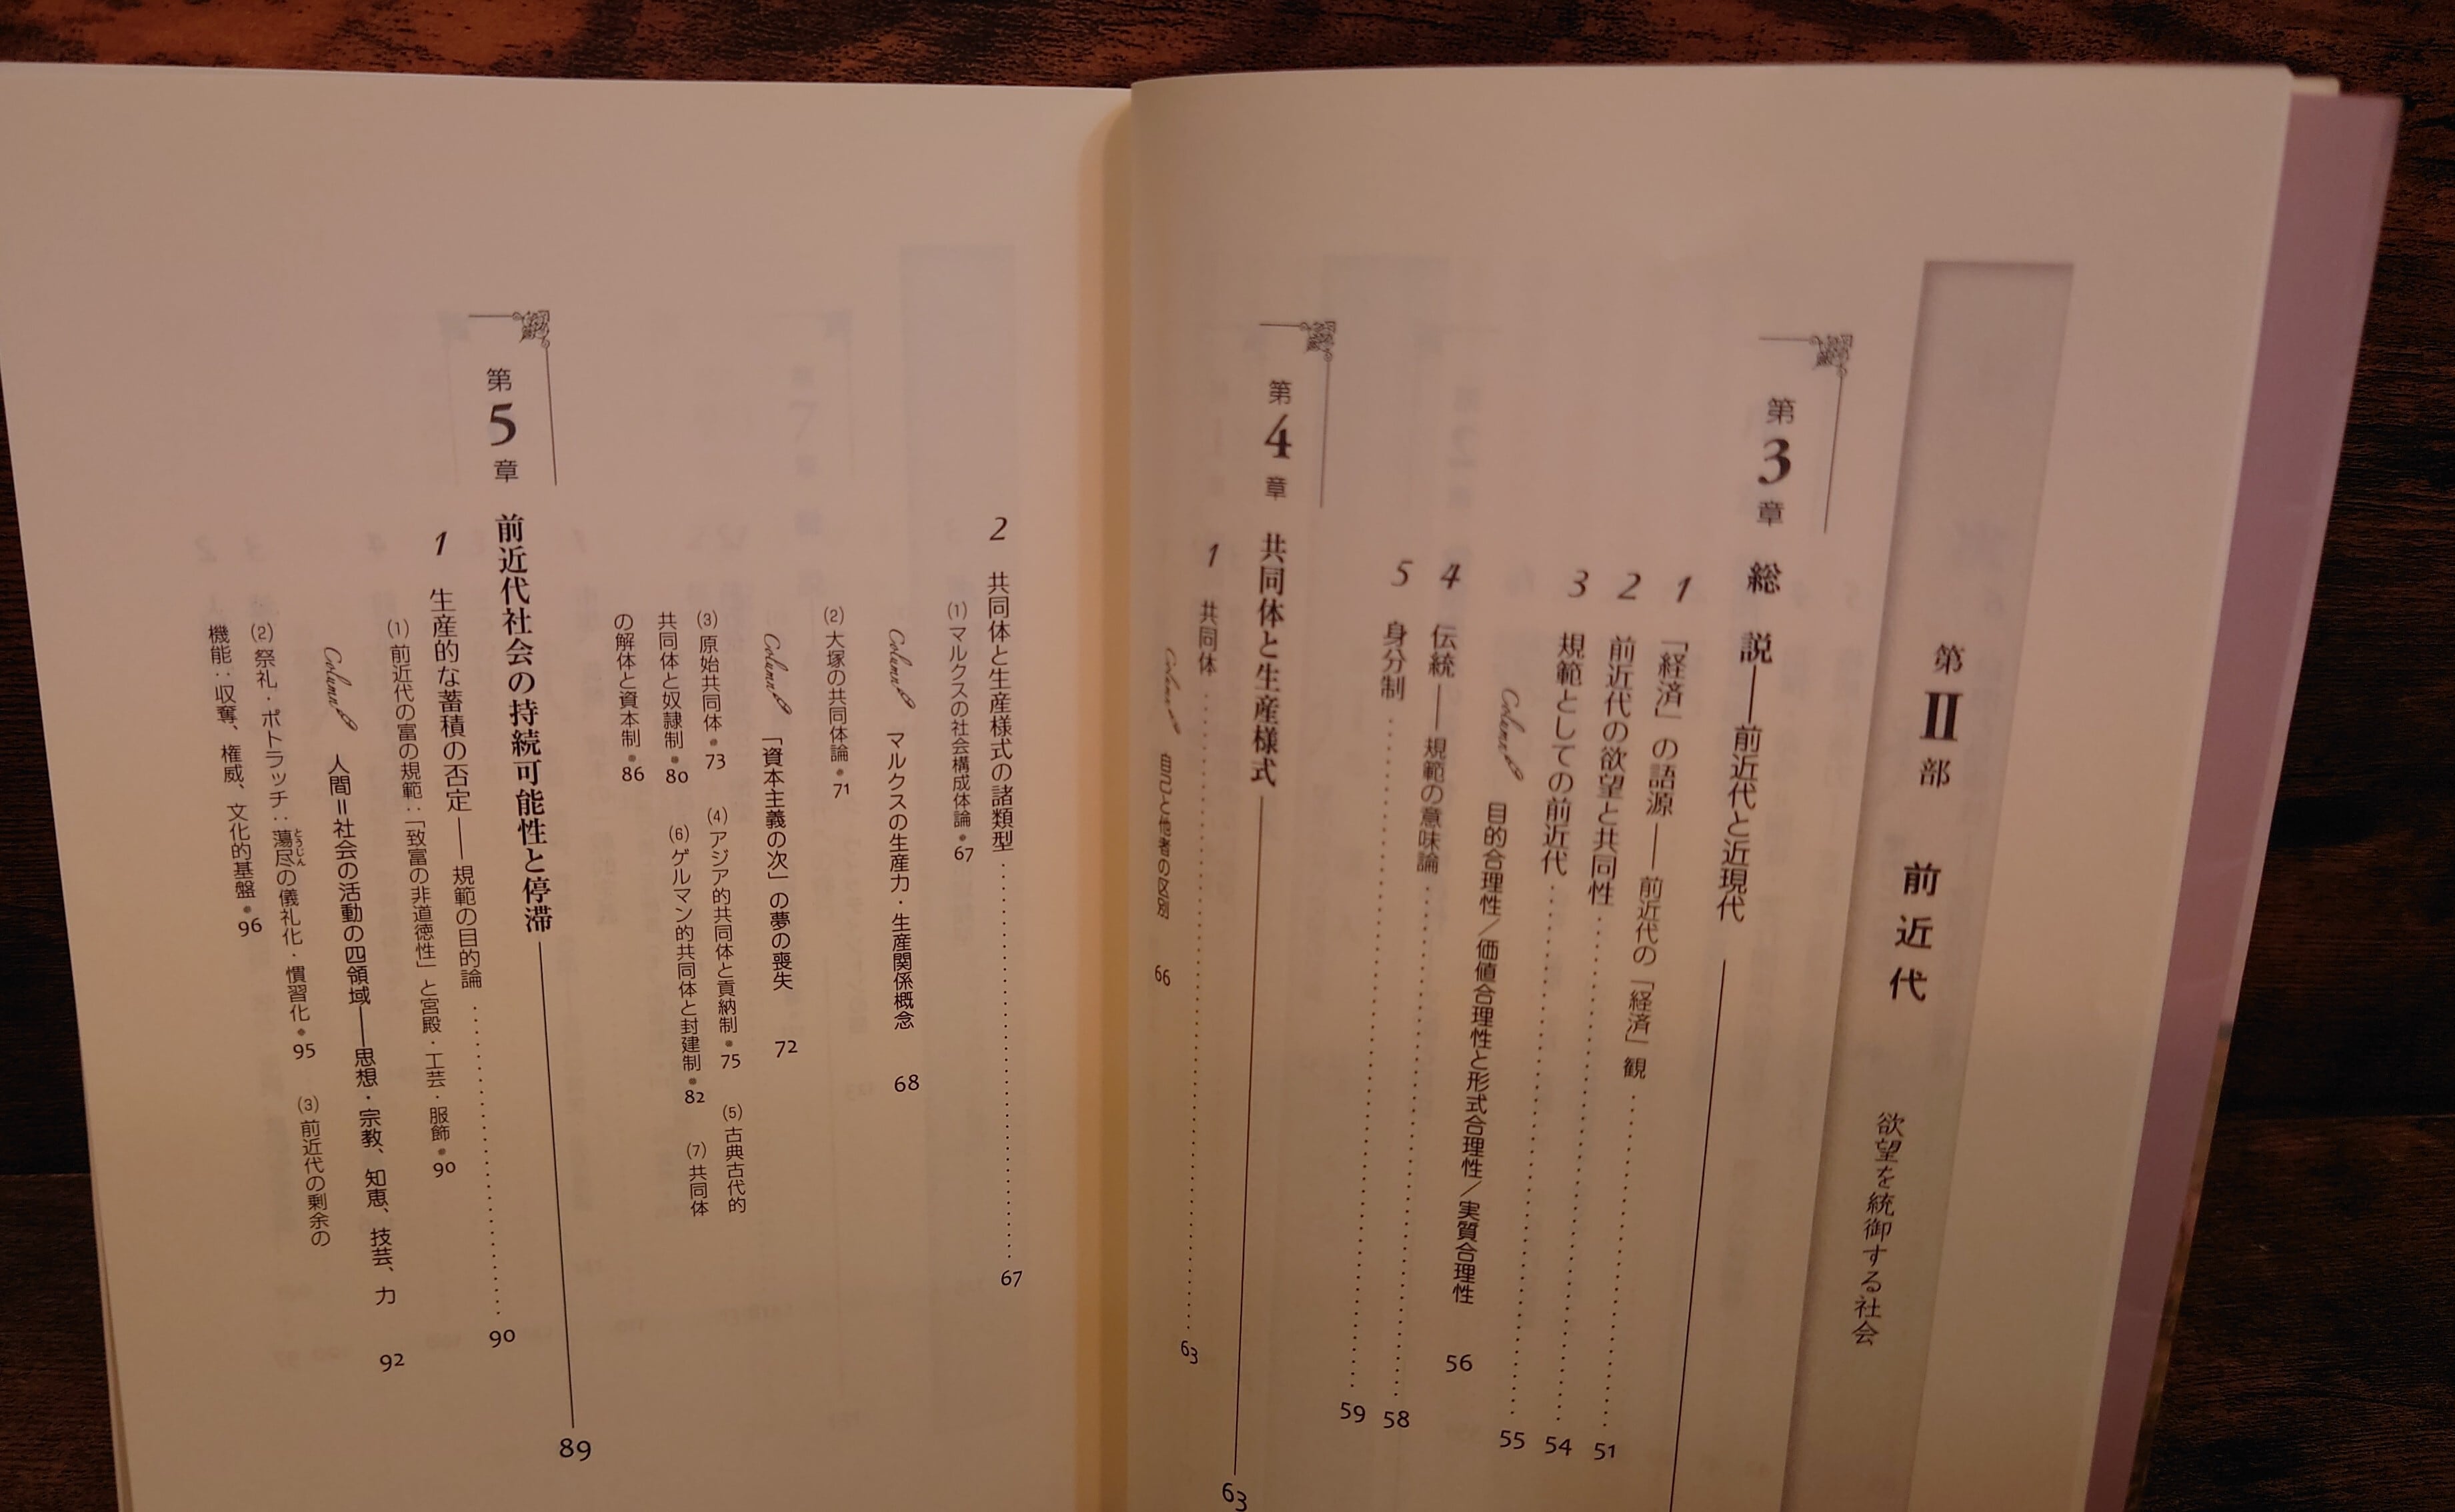 第Ⅱ部 前近代 欲望を統御する社会
第3章 総 説――前近代と近現代
1 「経済」の語源――前近代の「経済」観 51
2 前近代の欲望と共同性 54
3 規範としての前近代 55
Column 目的合理性／価値合理性と形式合理性／実質合理性 56
4 伝統――規範の意味論 58
5 身分制 59
第4章 共同体と生産様式 63
1 共同体 63
Column 自己と他者の区別 66
2 共同体と生産様式の諸類型 67
(1) マルクスの社会構成体論・67
Column マルクスの生産力・生産関係概念 68
(2) 大塚の共同体論・71
Column 「資本主義の次」の夢の喪失 72
(3) 原始共同体・73 (4) アジア的共同体と貢納制・75 (5) 古典古代的
共同体と奴隷制・80 (6) ゲルマン的共同体と封建制・82 (7) 共同体
の解体と資本制・86
第5章 前近代社会の持続可能性と停滞 89
1 生産的な蓄積の否定――規範の目的論 90
(1) 前近代の富の規範：「致富の非道徳性」と宮殿・工芸・服飾・90
Column 人間＝社会の活動の四領域――思想・宗教、知恵、技芸、力 92
(2) 祭礼・ポトラッチ：蕩尽とうじんの儀礼化・慣習化・95 (3) 前近代の剰余の
機能：収奪、権威、文化的基盤・96